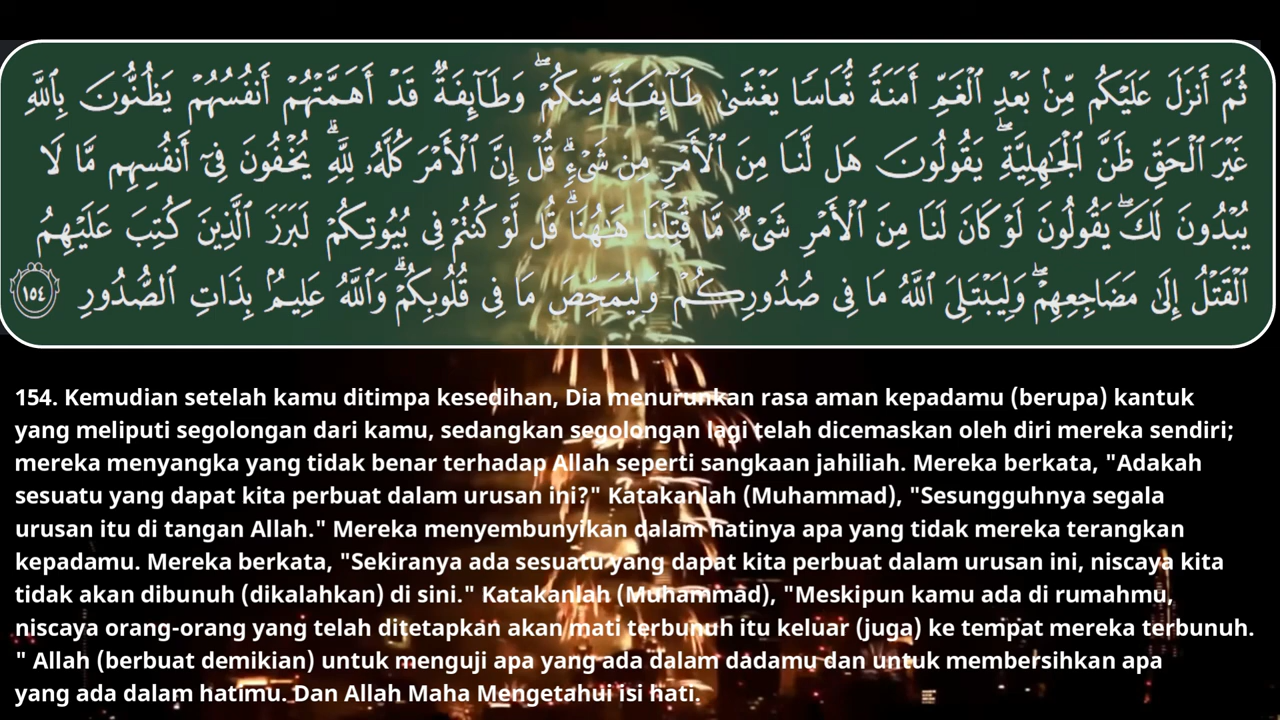 ثُمَّ أَنزَلَ عَلَيْكُم مِّنۢ بَعْدِ ٱلْغَمِّ أَمَنَةً نُّعَاسًا يَغْشَىٰ طَآئِفَةً مِّنكُمْ ۖ وَطَآئِفَةٌ قَدْ أَهَمَّتْهُمْ أَنفُسُهُمْ يَظُنُّونَ بِٱللَّهِ
غَيْرَ ٱلْحَقِّ ظَنَّ ٱلْجَٰهِلِيَّةِ ۖ يَقُولُونَ هَل لَّنَا مِنَ ٱلْأَمْرِ مِن شَىْءٍ ۗ قُلْ إِنَّ ٱلْأَمْرَ كُلَّهُۥ لِلَّهِ ۗ يُخْفُونَ فِىٓ أَنفُسِهِم مَّا لَا
يُبْدُونَ لَكَ ۖ يَقُولُونَ لَوْ كَانَ لَنَا مِنَ ٱلْأَمْرِ شَىْءٌ مَّا قُتِلْنَا هَٰهُنَا ۗ قُل لَّوْ كُنتُمْ فِى بُيُوتِكُمْ لَبَرَزَ ٱلَّذِينَ كُتِبَ عَلَيْهِمُ
ٱلْقَتْلُ إِلَىٰ مَضَاجِعِهِمْ ۖ وَلِيَبْتَلِىَ ٱللَّهُ مَا فِى صُدُورِكُمْ وَلِيُمَحِّصَ مَا فِى قُلُوبِكُمْ ۗ وَٱللَّهُ عَلِيمٌۢ بِذَاتِ ٱلصُّدُورِ ١٥٤
154. Kemudian setelah kamu ditimpa kesedihan, Dia menurunkan rasa aman kepadamu (berupa) kantuk
yang meliputi segolongan dari kamu, sedangkan segolongan lagi telah dicemaskan oleh diri mereka sendiri;
mereka menyangka yang tidak benar terhadap Allah seperti sangkaan jahiliah. Mereka berkata, "Adakah
sesuatu yang dapat kita perbuat dalam urusan ini?" Katakanlah (Muhammad), "Sesungguhnya segala
urusan itu di tangan Allah." Mereka menyembunyikan dalam hatinya apa yang tidak mereka terangkan
kepadamu. Mereka berkata, "Sekiranya ada sesuatu yang dapat kita perbuat dalam urusan ini, niscaya kita
tidak akan dibunuh (dikalahkan) di sini." Katakanlah (Muhammad), "Meskipun kamu ada di rumahmu,
niscaya orang-orang yang telah ditetapkan akan mati terbunuh itu keluar (juga) ke tempat mereka terbunuh.
" Allah (berbuat demikian) untuk menguji apa yang ada dalam dadamu dan untuk membersihkan apa
yang ada dalam hatimu. Dan Allah Maha Mengetahui isi hati.